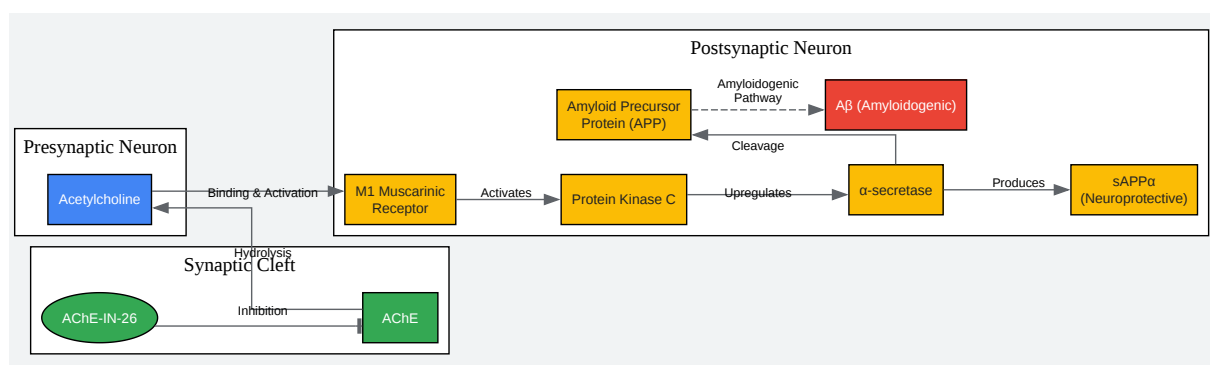 Postsynaptic Neuron
Amyloidogenic
Pathway
Amyloid Precursor
Protein (APP)
Aβ (Amyloidogenic)
Cleavage
Presynaptic Neuron
Acetylcholine
Binding & Activation
M1 Muscarinic
Receptor
Activates
Protein Kinase C
Upregulates
α-secretase
Produces
sAPPα
(Neuroprotective)
Hydrolysis
Synaptic Cleft
AChE-IN-26
Inhibition
AChE